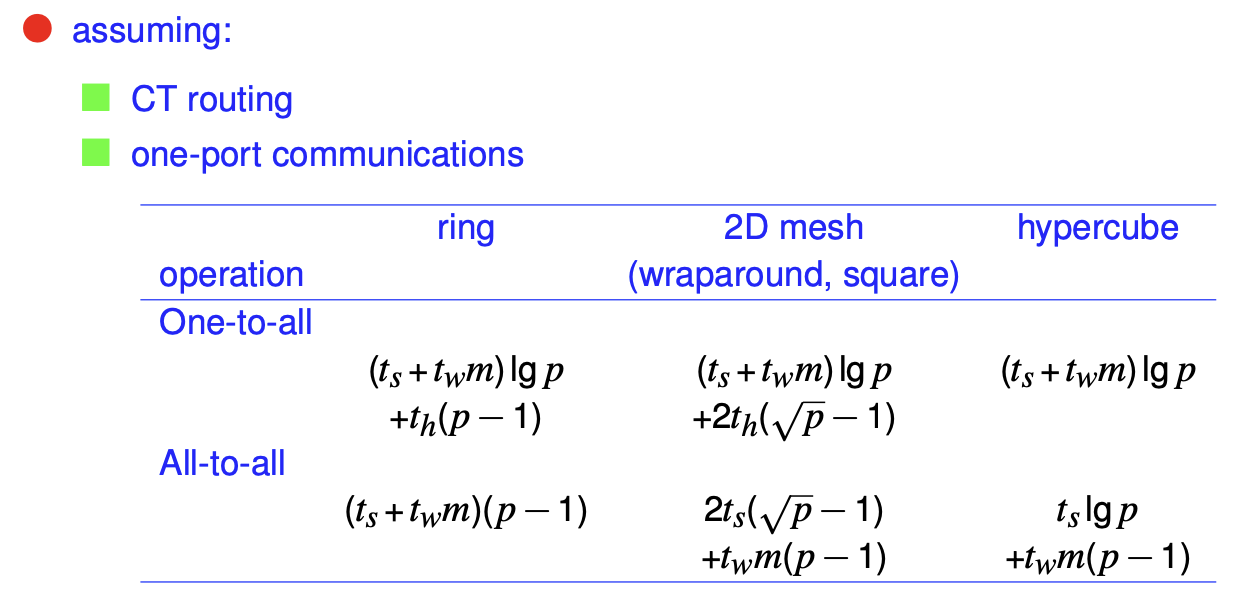 assuming:
CT routing
one-port communications
ring 2D mesh hypercube
operation (wraparound, square)
One-to-all
(t_s + t_w m) lg p (t_s + t_w m) lg p (t_s + t_w m) lg p
+t_h(p − 1) +2t_h(√p − 1)
All-to-all
(t_s + t_w m)(p − 1) 2t_s(√p − 1) t_s lg p
+t_w m(p − 1) +t_w m(p − 1)